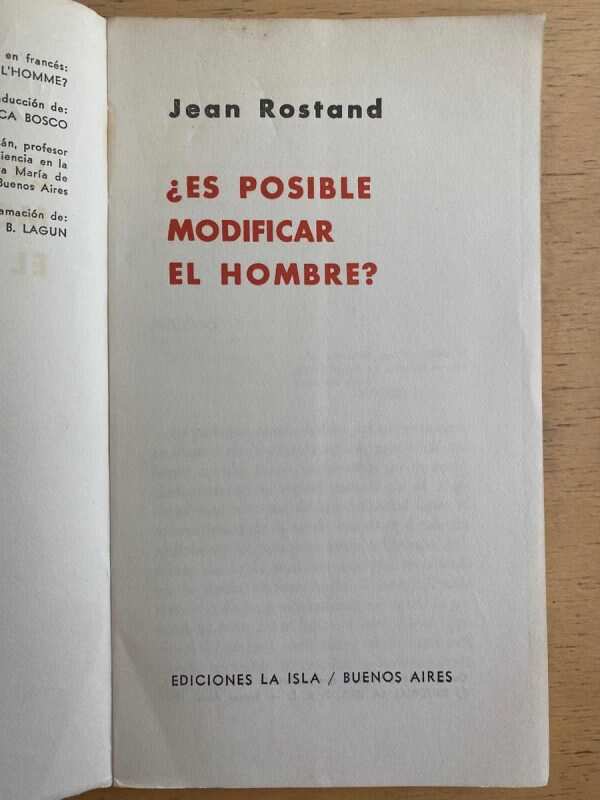 en francés:
L'HOMME?
aducción de:
CA BOSCO
án, profesor
iencia en la
a María de
Buenos Aires
amación de:
B. LAGUN
Jean Rostand
¿ES POSIBLE
MODIFICAR
EL HOMBRE?
EDICIONES LA ISLA / BUENOS AIRES